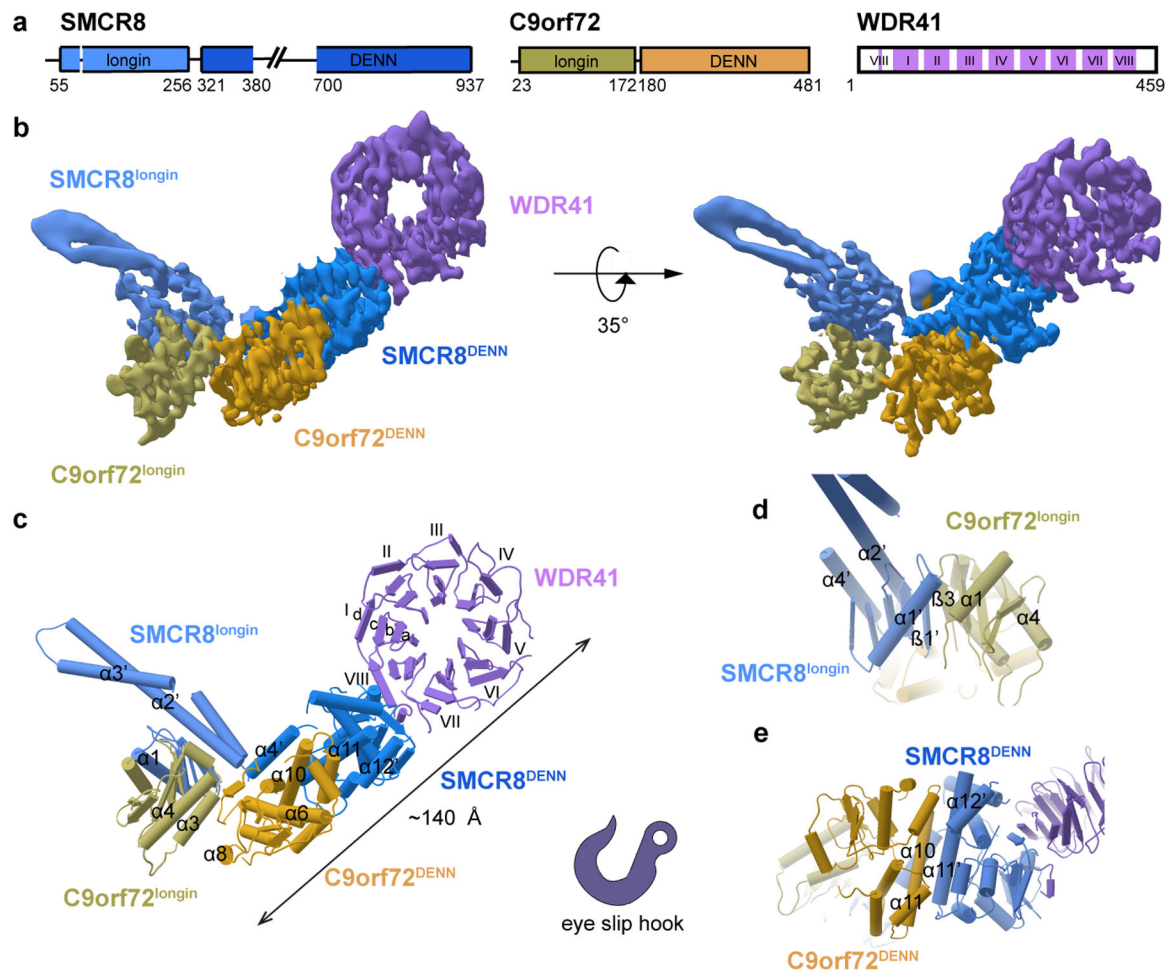 a SMCR8 C9orf72 WDR41
longin DENN longin DENN VIII I II III IV V VI VII VIII
55 256 321 380 700 937 23 172 180 481 1 459
b
SMCR8longin
WDR41
35°
SMCR8DENN
C9orf72DENN
C9orf72longin
c
III
II IV
WDR41
I d c b a
V
VI
VIII
VII
SMCR8longin
α3’
α2’
α1
α4’
α11
α10
α12’
α4
α3
α6
α8
SMCR8DENN
~140 Å
C9orf72DENN
C9orf72longin
eye slip hook
d
C9orf72longin
α2’
α4’
α1’
ß3
α1
α4
ß1’
SMCR8longin
e
SMCR8DENN
α12’
α10
α11’
α11
C9orf72DENN